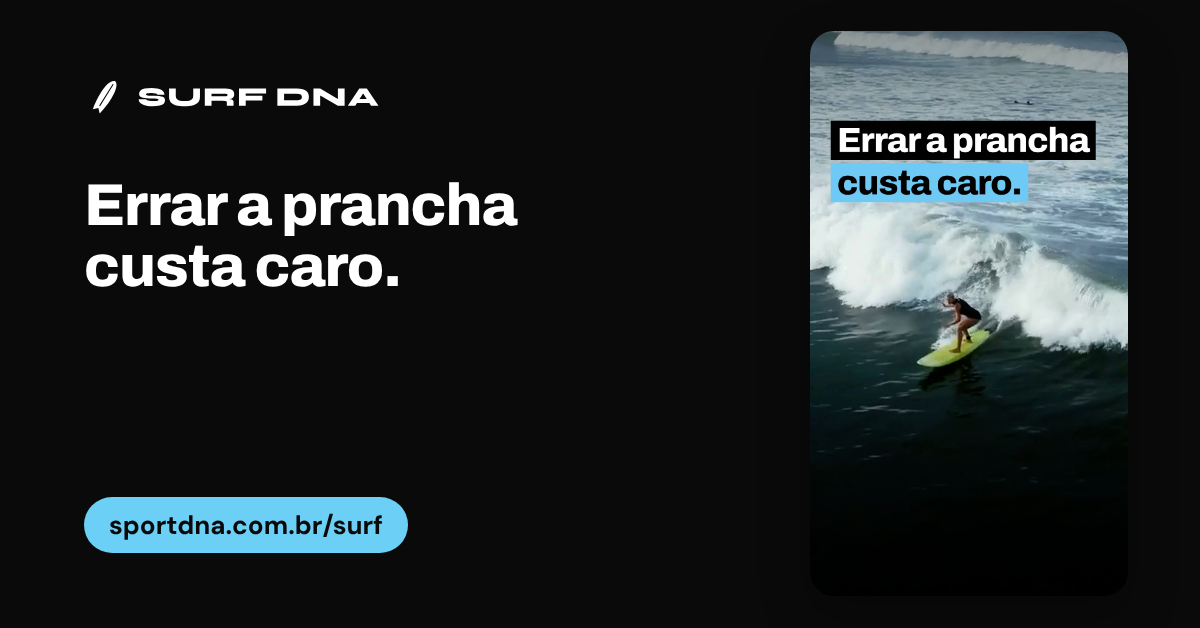 SURF DNA
Errar a prancha
custa caro.
sportdna.com.br/surf
Errar a prancha
custa caro.